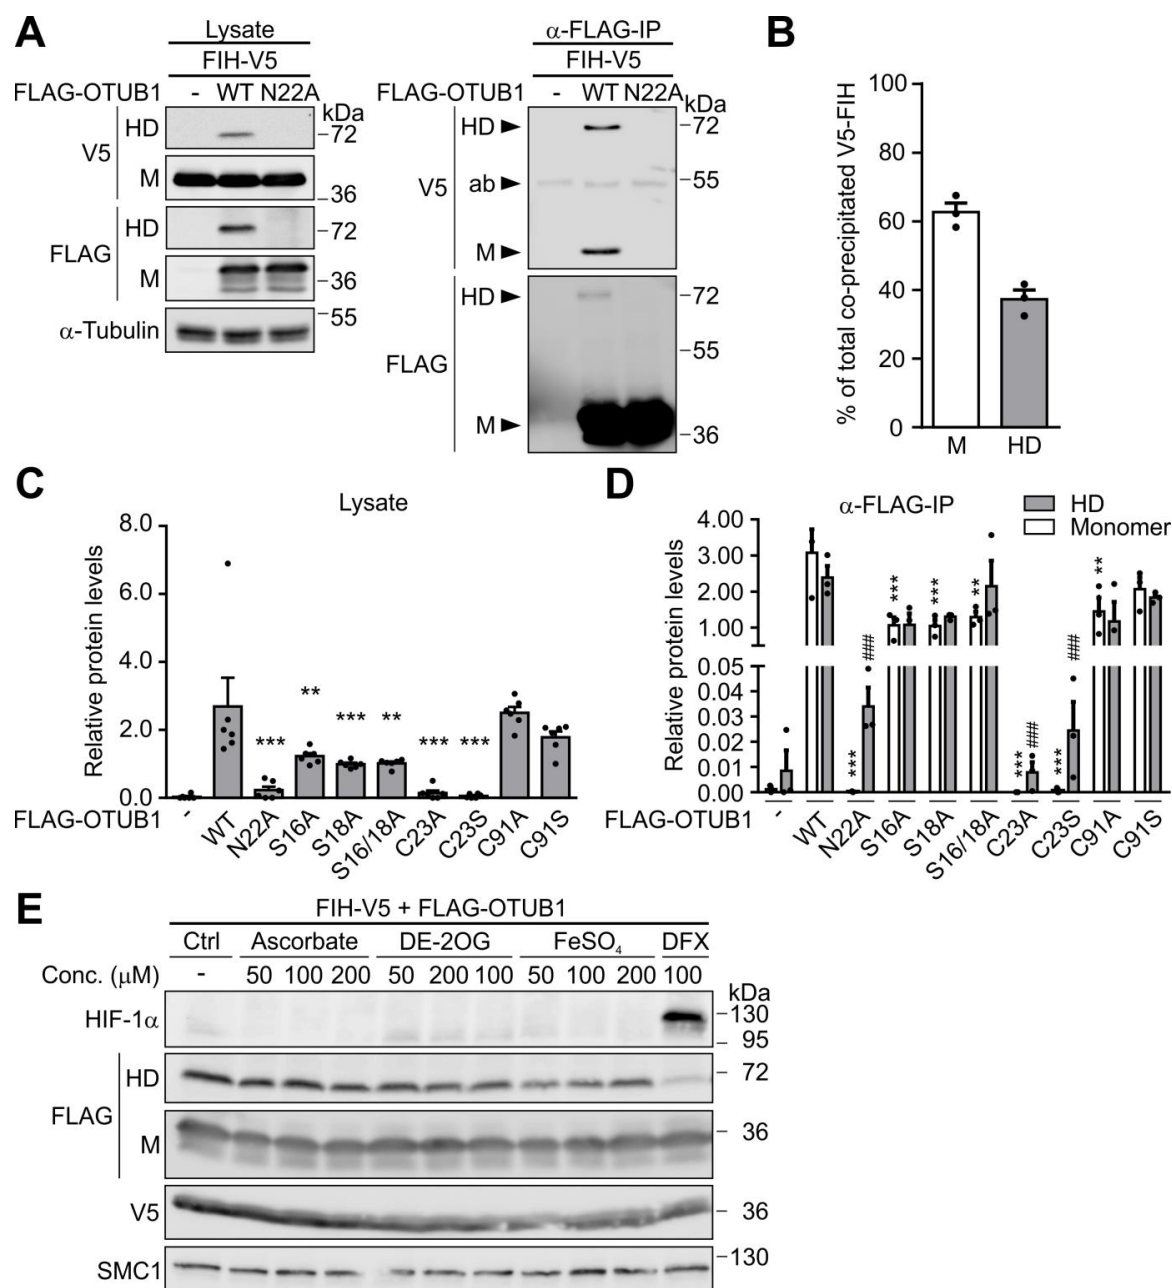 A
Lysate
FIH-V5
FLAG-OTUB1 - WT N22A
kDa
V5
HD
72
M
36
FLAG
HD
72
M
36
α-Tubulin
55
α-FLAG-IP
FIH-V5
FLAG-OTUB1 - WT N22A
kDa
V5
HD
72
ab
55
M
FLAG
HD
72
55
M
36
B
% of total co-precipitated V5-FIH
100
80
60
40
20
0
M HD
C
Lysate
Relative protein levels
8.0
6.0
4.0
2.0
0.0
** *** ** *** *** ***
FLAG-OTUB1
- WT N22A S16A S18A S16/18A C23A C23S C91A C91S
D
α-FLAG-IP
HD
Monomer
Relative protein levels
4.00
3.00
2.00
1.00
0.05
0.04
0.03
0.02
0.01
0.00
*** ### *** *** ** *** ### *** ### **
FLAG-OTUB1
- WT N22A S16A S18A S16/18A C23A C23S C91A C91S
E
FIH-V5 + FLAG-OTUB1
Ctrl Ascorbate DE-2OG FeSO₄ DFX
Conc. (µM) - 50 100 200 50 200 100 50 100 200 100
kDa
HIF-1α
130
95
FLAG
HD
72
M
36
V5
36
SMC1
130